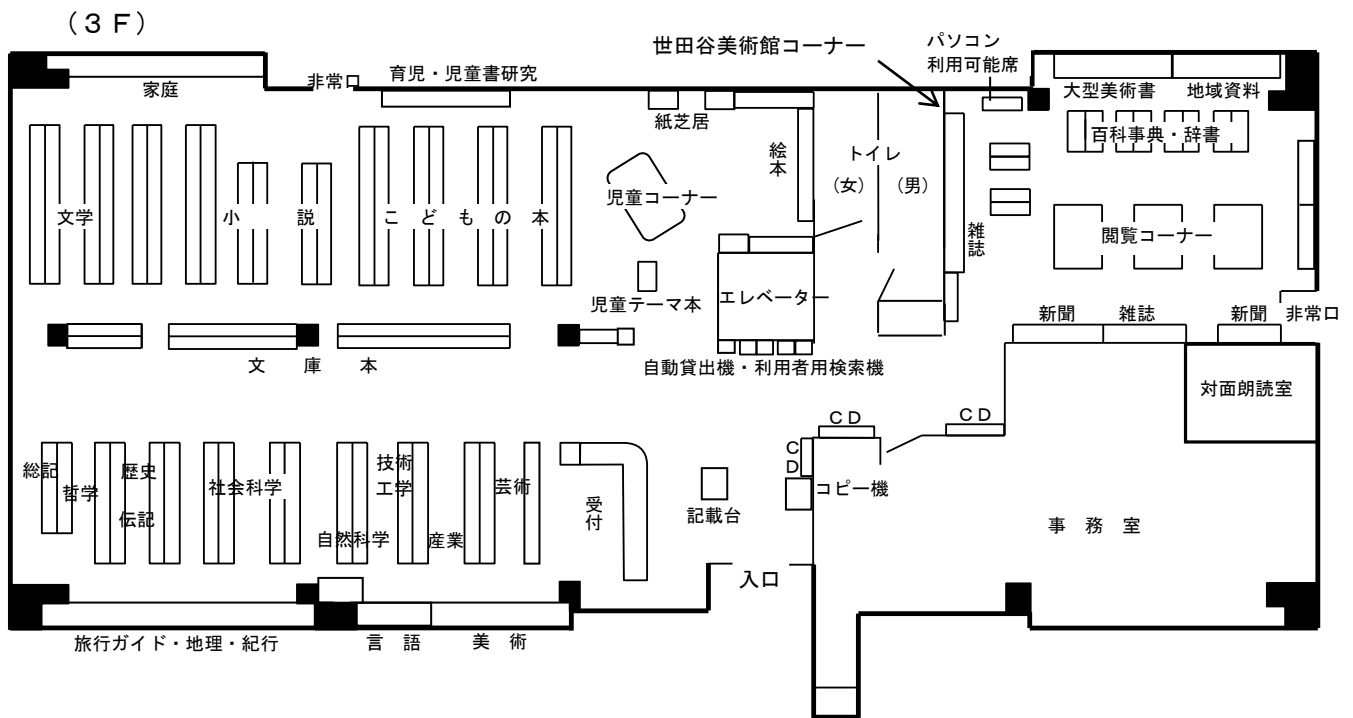 （３Ｆ）
世田谷美術館コーナー
パソコン
利用可能席
家庭
非常口
育児・児童書研究
紙芝居
絵本
トイレ
（女）
（男）
大型美術書
地域資料
百科事典・辞書
文学
小説
こどもの本
児童コーナー
雑誌
閲覧コーナー
児童テーマ本
エレベーター
新聞
雑誌
新聞
非常口
文庫本
自動貸出機・利用者用検索機
対面朗読室
ＣＤ
ＣＤ
ＣＤ
総記
哲学
歴史
伝記
社会科学
技術
工学
自然科学
産業
芸術
受付
記載台
コピー機
事務室
入口
旅行ガイド・地理・紀行
言語
美術